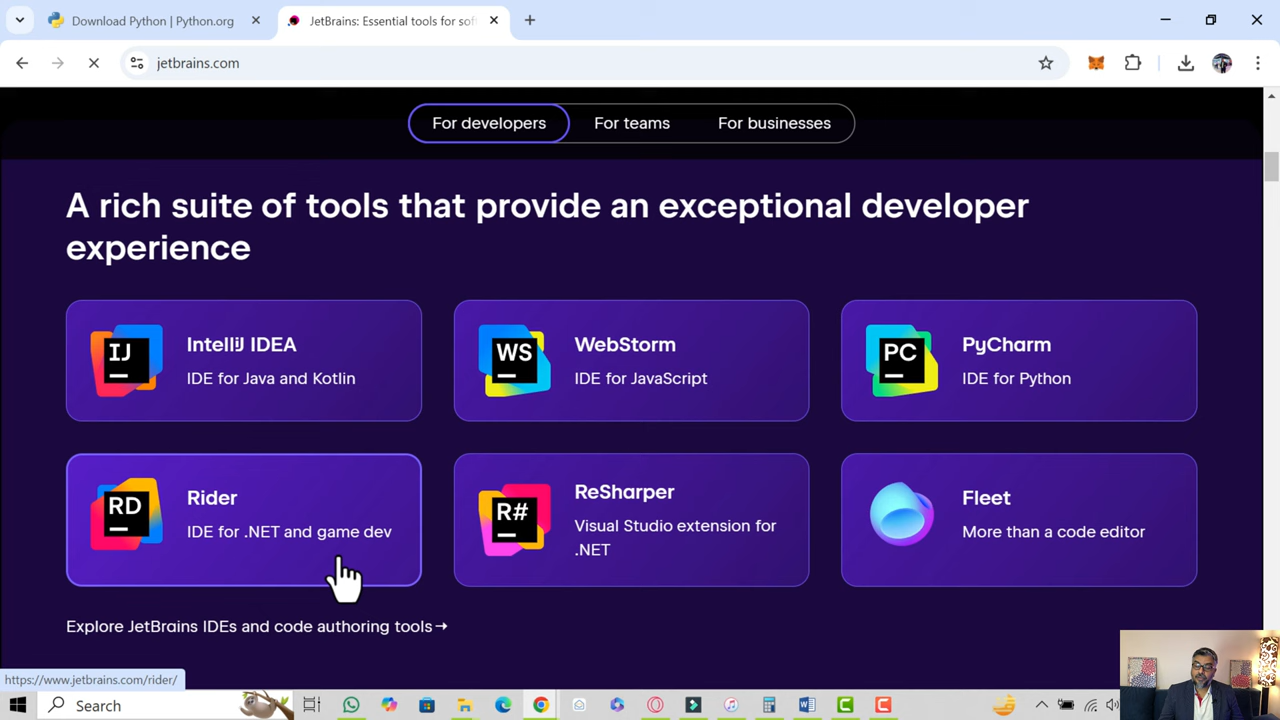 Download Python | Python.org
JetBrains: Essential tools for sof
jetbrains.com
For developers
For teams
For businesses
A rich suite of tools that provide an exceptional developer
experience
IJ
IntelliJ IDEA
IDE for Java and Kotlin
WS
WebStorm
IDE for JavaScript
PC
PyCharm
IDE for Python
RD
Rider
IDE for .NET and game dev
R#
ReSharper
Visual Studio extension for
.NET
Fleet
More than a code editor
Explore JetBrains IDEs and code authoring tools→
https://www.jetbrains.com/rider/
Search